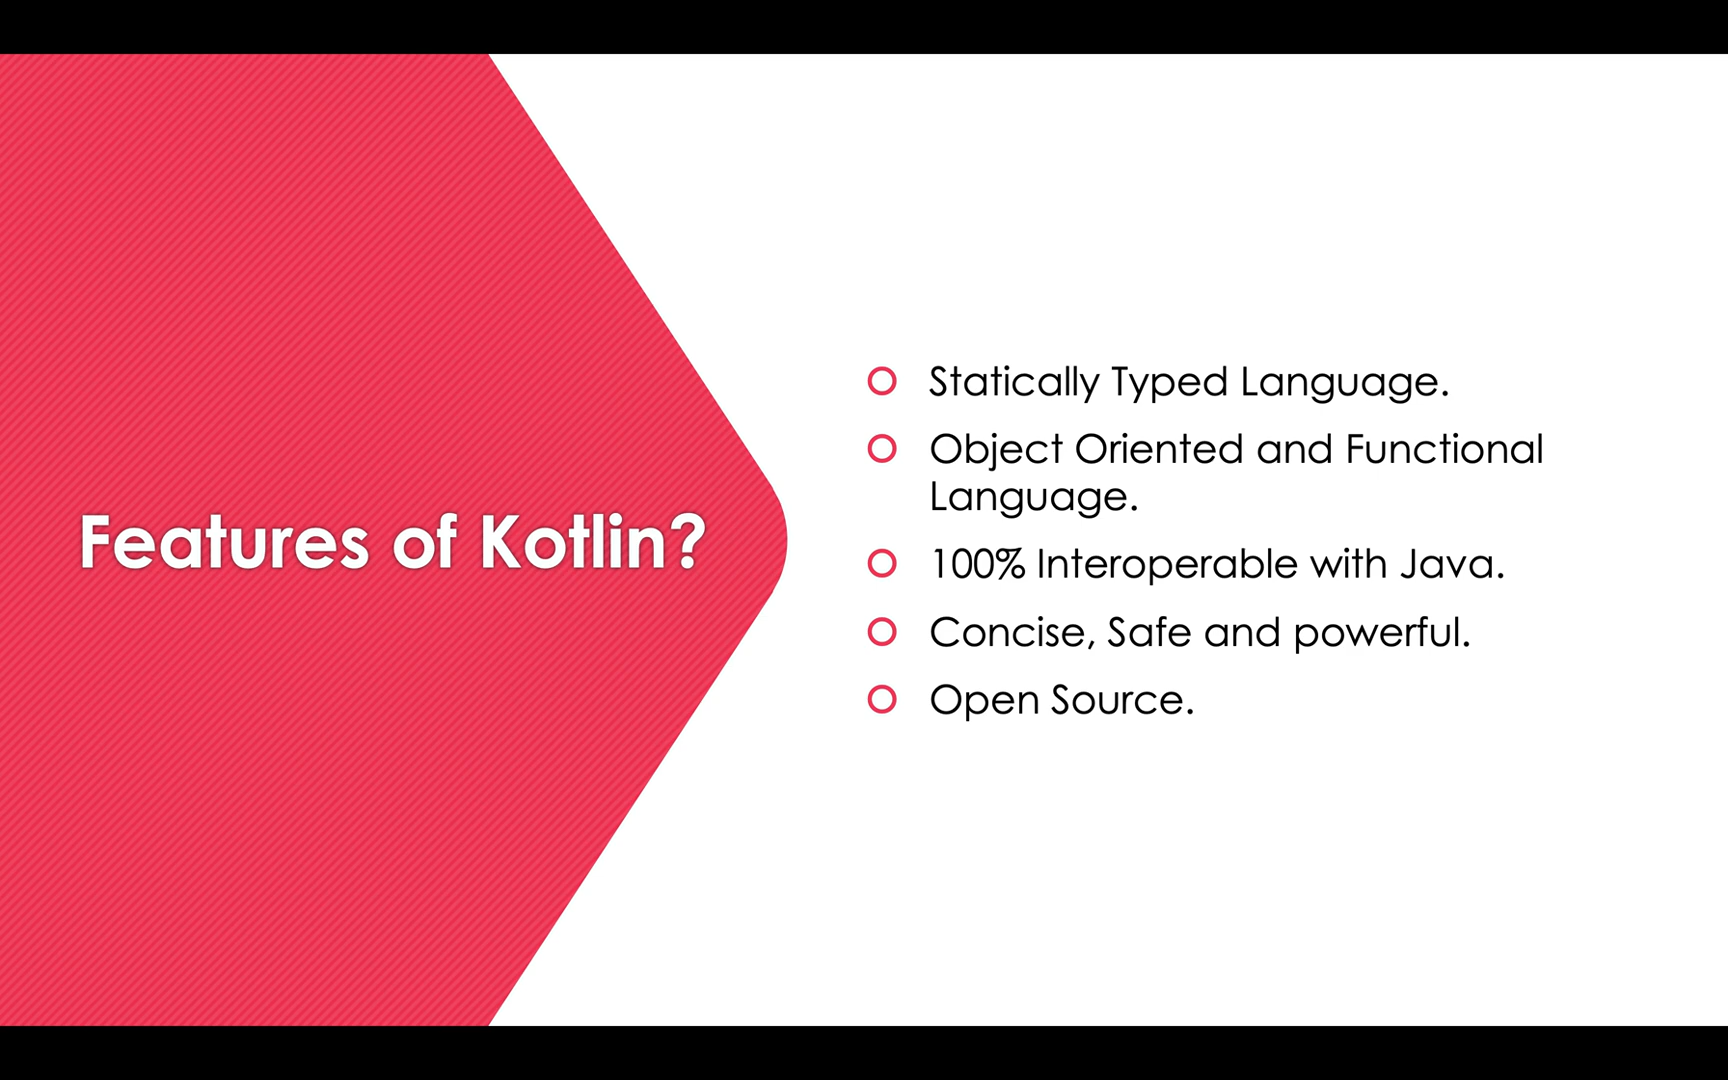 Features of Kotlin?
Statically Typed Language.
Object Oriented and Functional
Language.
100% Interoperable with Java.
Concise, Safe and powerful.
Open Source.